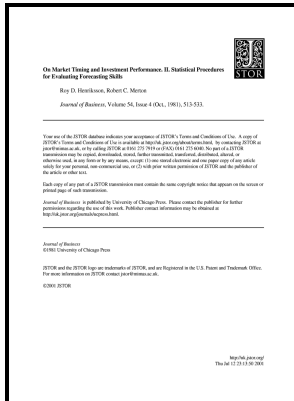 On Market Timing and Investment Performance. II. Statistical Procedures
for Evaluating Forecasting Skills
JSTOR
Roy D. Henriksson, Robert C. Merton
Journal of Business, Volume 54, Issue 4 (Oct., 1981), 513-533.
Your use of the JSTOR database indicates your acceptance of JSTOR's Terms and Conditions of Use. A copy of
JSTOR's Terms and Conditions of Use is available at http://uk.jstor.org/about/terms.html, by contacting JSTOR at
jstor@mimas.ac.uk, or by calling JSTOR at 0161 275 7919 or (FAX) 0161 275 6040. No part of a JSTOR
transmission may be copied, downloaded, stored, further transmitted, transferred, distributed, altered, or
otherwise used, in any form or by any means, except: (1) one stored electronic and one paper copy of any article
solely for your personal, non-commercial use, or (2) with prior written permission of JSTOR and the publisher of
the article or other text.
Each copy of any part of a JSTOR transmission must contain the same copyright notice that appears on the screen or
printed page of such transmission.
Journal of Business is published by University of Chicago Press. Please contact the publisher for further
permissions regarding the use of this work. Publisher contact information may be obtained at
http://uk.jstor.org/journals/ucpress.html.
Journal of Business
©1981 University of Chicago Press
JSTOR and the JSTOR logo are trademarks of JSTOR, and are Registered in the U.S. Patent and Trademark Office.
For more information on JSTOR contact jstor@mimas.ac.uk.
©2001 JSTOR
http://uk.jstor.org/
Thu Jul 12 23:13:50 2001